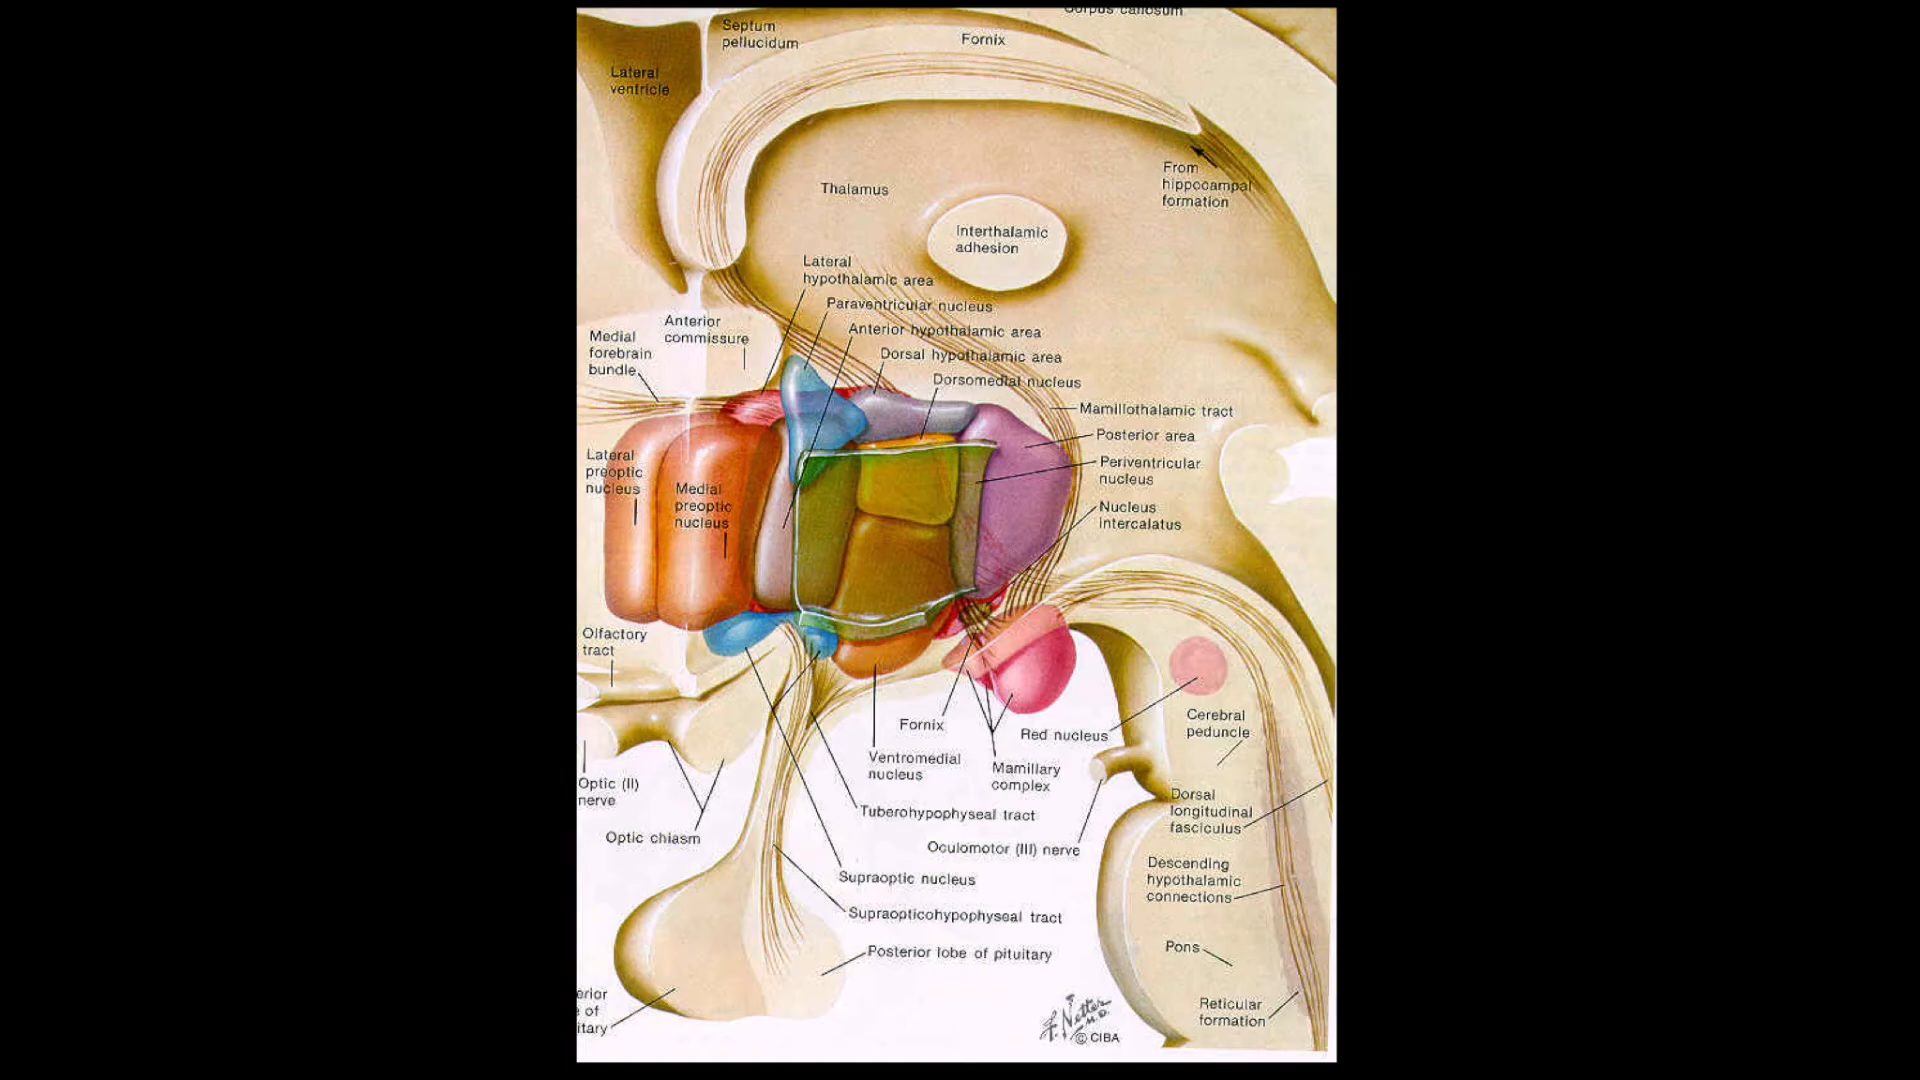 Corpus callosum
Septum
pellucidum
Fornix
Lateral
ventricle
From
hippocampal
formation
Thalamus
Interthalamic
adhesion
Lateral
hypothalamic area
Paraventricular nucleus
Anterior
commissure
Anterior hypothalamic area
Medial
forebrain
bundle
Dorsal hypothalamic area
Dorsomedial nucleus
Mamillothalamic tract
Posterior area
Lateral
preoptic
nucleus
Periventricular
nucleus
Medial
preoptic
nucleus
Nucleus
intercalatus
Olfactory
tract
Fornix
Red nucleus
Cerebral
peduncle
Ventromedial
nucleus
Mamillary
complex
Optic (II)
nerve
Dorsal
longitudinal
fasciculus
Tuberohypophyseal tract
Optic chiasm
Oculomotor (III) nerve
Descending
hypothalamic
connections
Supraoptic nucleus
Supraopticohypophyseal tract
Posterior lobe of pituitary
Pons
erior
e of
itary
Reticular
formation
F. Netter
M.D.
© CIBA